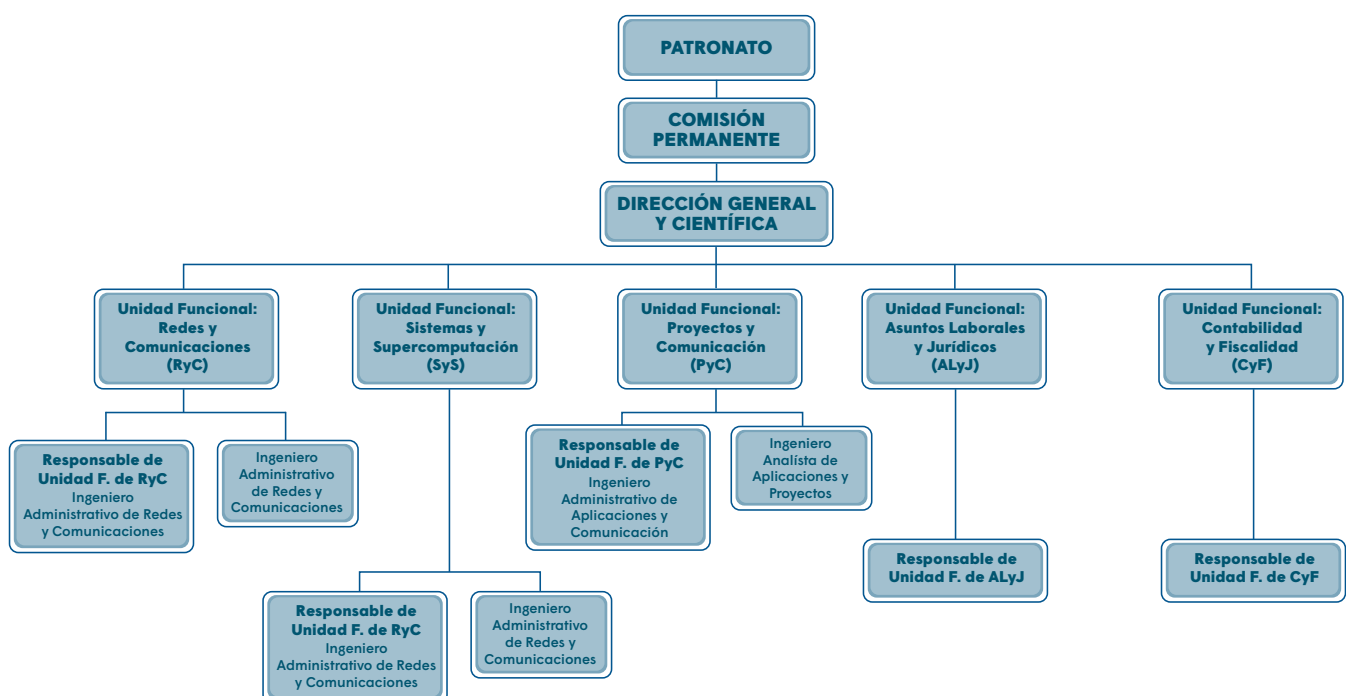 PATRONATO
COMISIÓN
PERMANENTE
DIRECCIÓN GENERAL
Y CIENTÍFICA
Unidad Funcional:
Redes y
Comunicaciones
(RyC)
Unidad Funcional:
Sistemas y
Supercomputación
(SyS)
Unidad Funcional:
Proyectos y
Comunicación
(PyC)
Unidad Funcional:
Asuntos Laborales
y Jurídicos
(ALyJ)
Unidad Funcional:
Contabilidad
y Fiscalidad
(CyF)
Responsable de
Unidad F. de RyC
Ingeniero
Administrativo de Redes
y Comunicaciones
Ingeniero
Administrativo
de Redes y
Comunicaciones
Responsable de
Unidad F. de PyC
Ingeniero
Administrativo de
Aplicaciones y
Comunicación
Ingeniero
Analísta de
Aplicaciones y
Proyectos
Responsable de
Unidad F. de ALyJ
Responsable de
Unidad F. de CyF
Responsable de
Unidad F. de RyC
Ingeniero
Administrativo de Redes
y Comunicaciones
Ingeniero
Administrativo
de Redes y
Comunicaciones